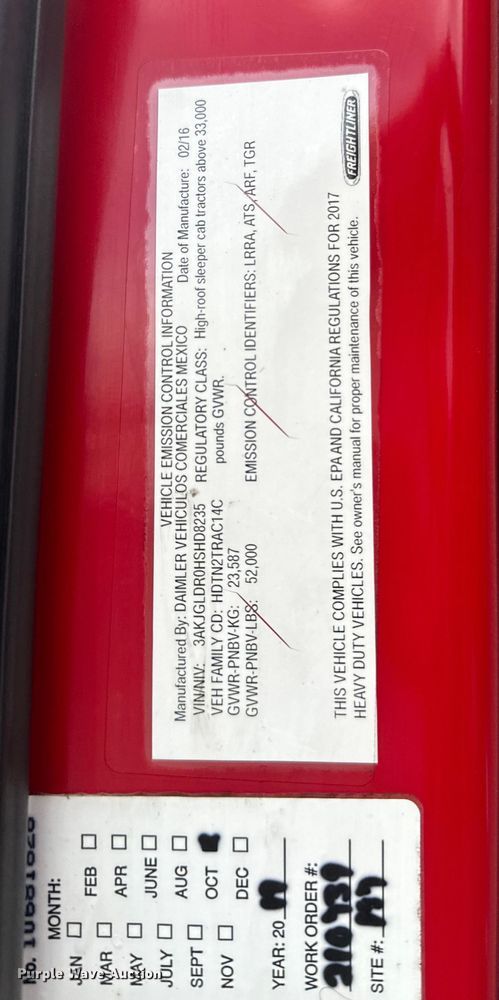 VEHICLE EMISSION CONTROL INFORMATION
Manufactured By: DAIMLER VEHICULOS COMERCIALES MEXICO Date of Manufacture: 02/16
VIN/NIV: 3AKJGLDR0HSHD8235 REGULATORY CLASS: High-roof sleeper cab tractors above 33,000
pounds GVWR.
VEH FAMILY CD: HDTN2TRAC14C
GVWR-PNBV-KG: 23,587
GVWR-PNBV-LBS: 52,000 EMISSION CONTROL IDENTIFIERS: LRRA, ATS, ARF, TGR
THIS VEHICLE COMPLIES WITH U.S. EPA AND CALIFORNIA REGULATIONS FOR 2017
HEAVY DUTY VEHICLES. See owner's manual for proper maintenance of this vehicle.
FREIGHTLINER
No.
MONTH:
JAN FEB
MAR APR
MAY JUNE
JULY AUG
SEPT OCT
NOV DEC
YEAR: 20
WORK ORDER #:
210739
SITE #:
Purple Wave Auction